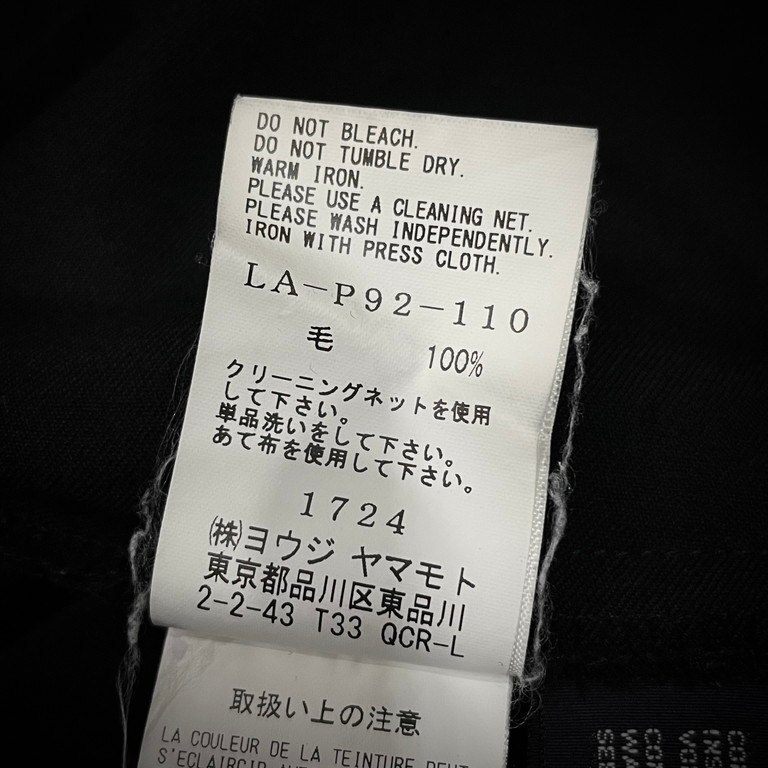 DO NOT BLEACH.
DO NOT TUMBLE DRY.
WARM IRON.
PLEASE USE A CLEANING NET.
PLEASE WASH INDEPENDENTLY.
IRON WITH PRESS CLOTH.
LA-P92-110
毛 100%
クリーニングネットを使用
して下さい。
単品洗いをして下さい。
あて布を使用して下さい。
1724
㈱ヨウジ ヤマモト
東京都品川区東品川
2-2-43 T33 QCR-L
取扱い上の注意
LA COULEUR DE LA TEINTURE PEUT
S'ECLAIRCIR